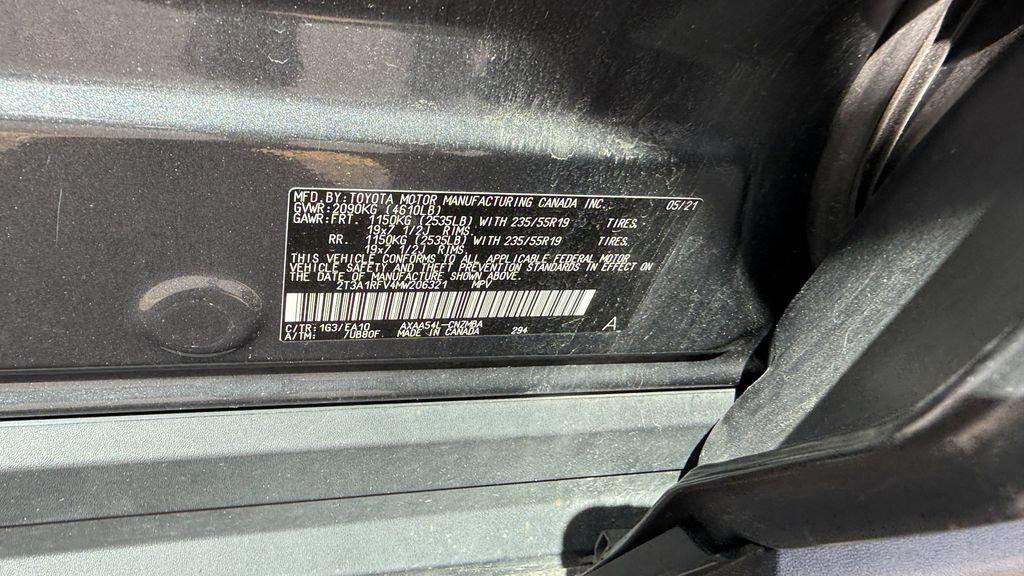 MFD. BY: TOYOTA MOTOR MANUFACTURING CANADA INC. 05/21
GVWR: 2090KG (4610LB)
GAWR: FRT. 1150KG (2535LB) WITH 235/55R19 TIRES,
19x7 1/2J RIMS
RR. 1150KG (2535LB) WITH 235/55R19 TIRES,
19x7 1/2J RIMS
THIS VEHICLE CONFORMS TO ALL APPLICABLE FEDERAL MOTOR
VEHICLE SAFETY AND THEFT PREVENTION STANDARDS IN EFFECT ON
THE DATE OF MANUFACTURE SHOWN ABOVE.
2T3A1RFV4MW206321 MPV
C/TR: 1G3/EA10 AXAA54L-CNZMBA 294 A
A/TM: /UB80F MADE IN CANADA